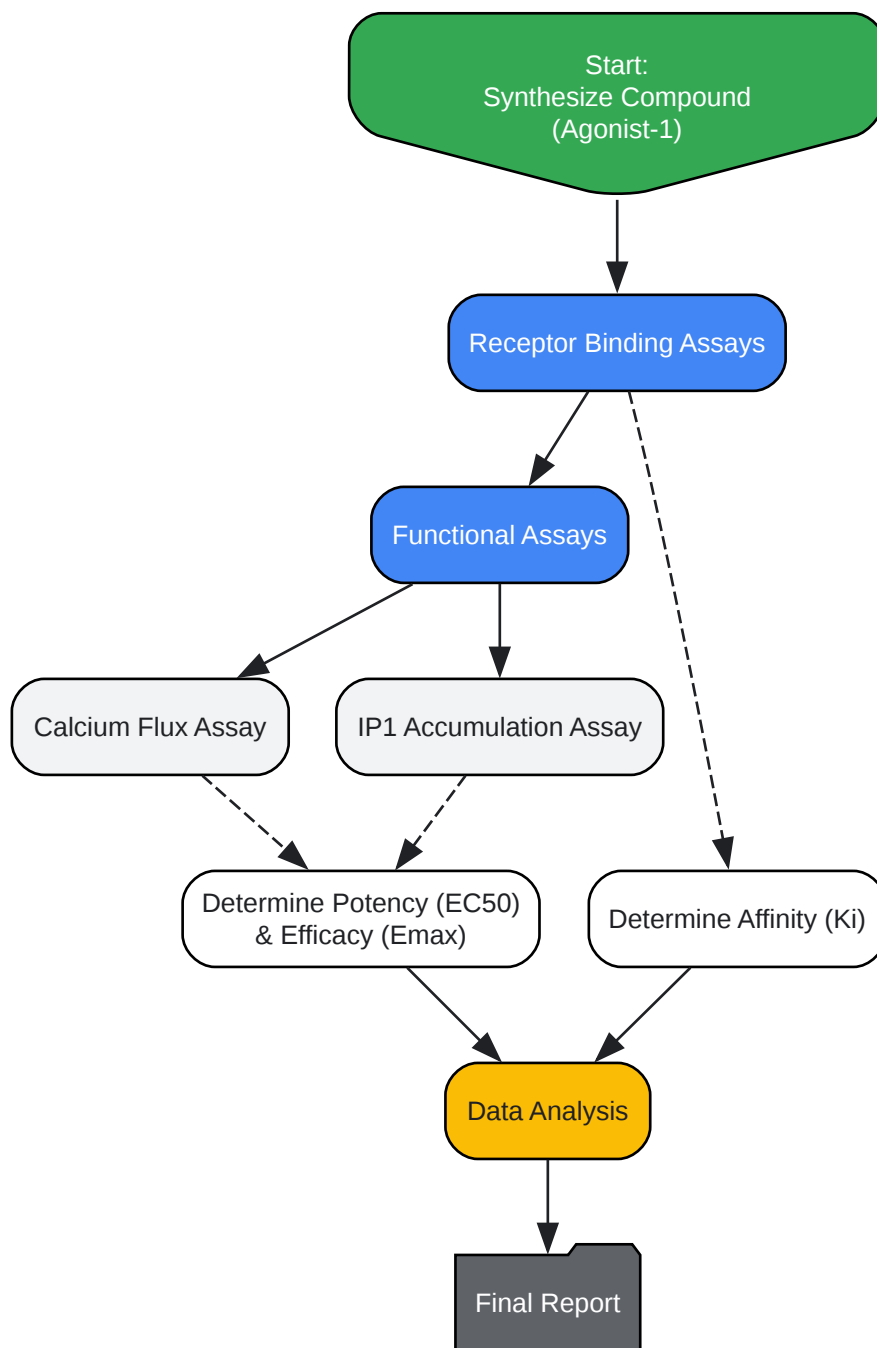 Start:
Synthesize Compound
(Agonist-1)
Receptor Binding Assays
Functional Assays
Calcium Flux Assay
IP1 Accumulation Assay
Determine Potency (EC50)
& Efficacy (Emax)
Determine Affinity (Ki)
Data Analysis
Final Report